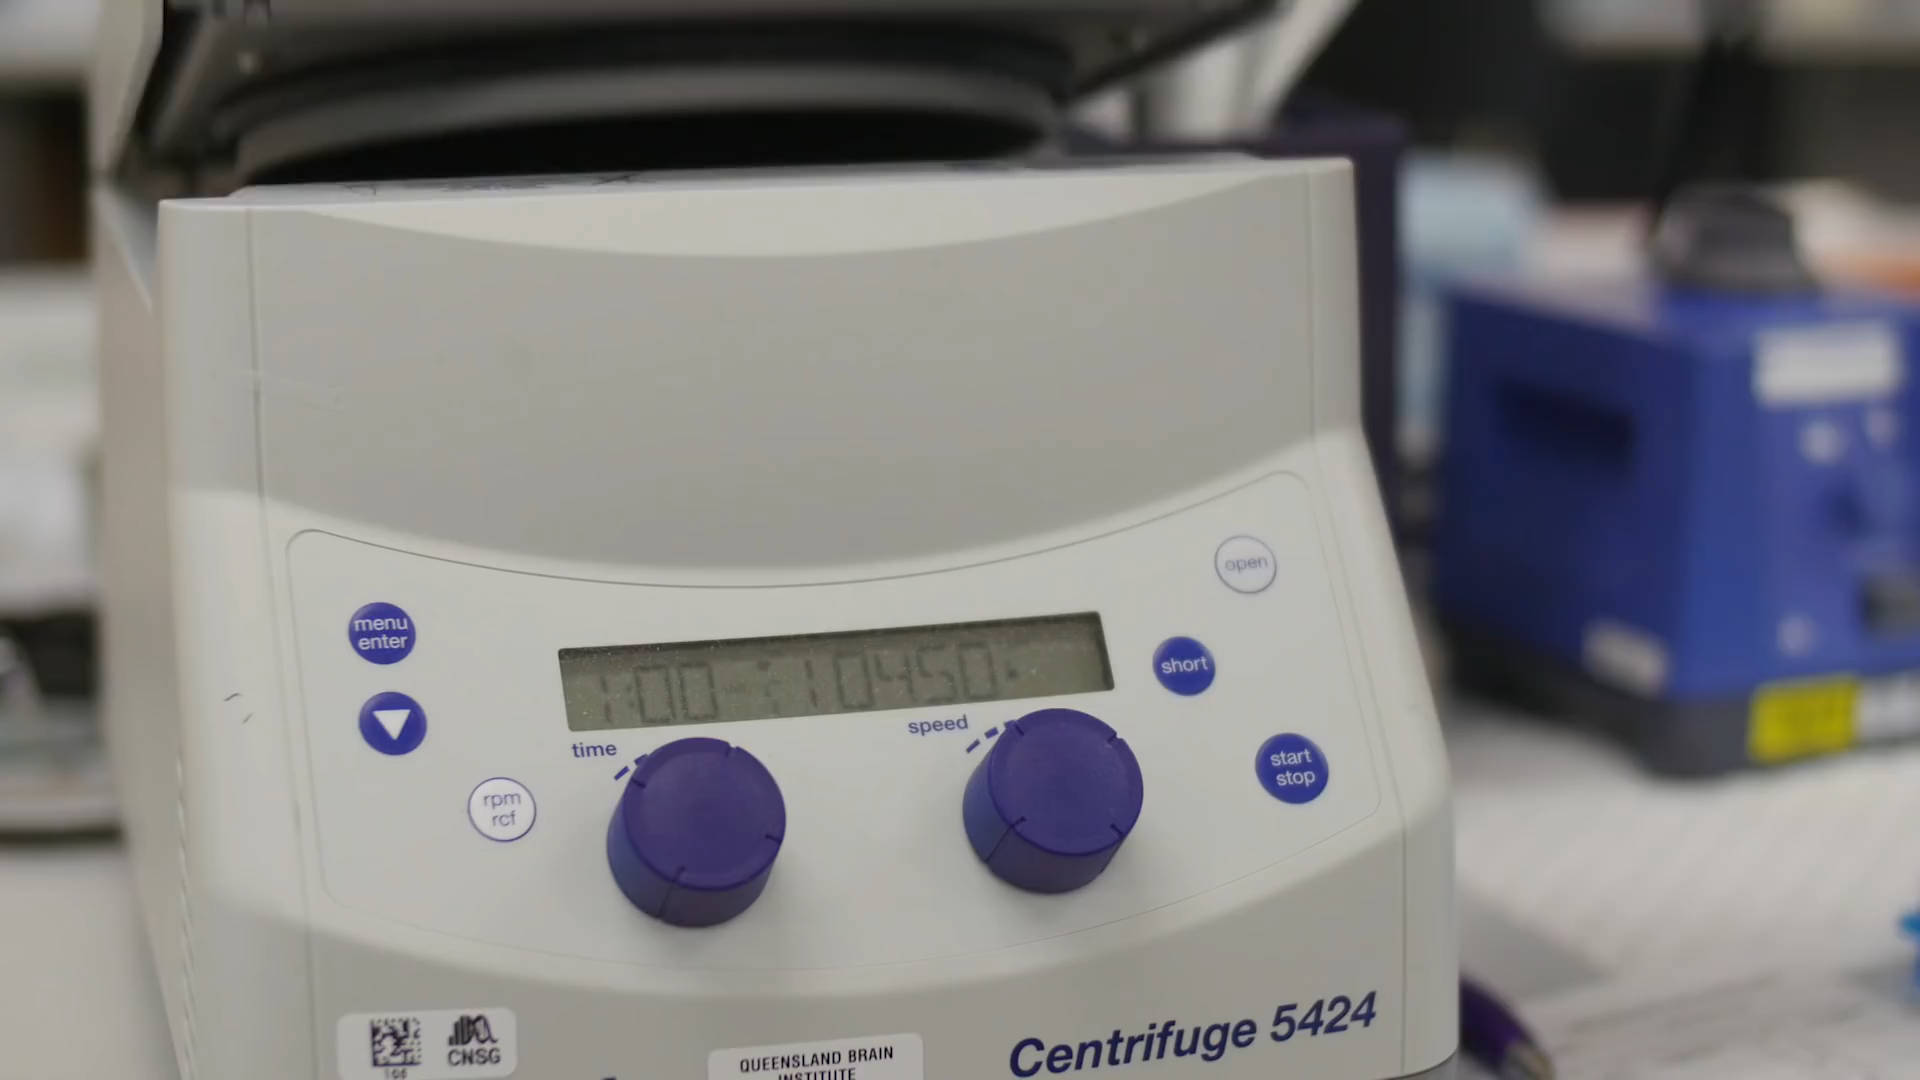 menu
enter
open
1:00 10450
short
time
speed
rpm
rcf
start
stop
CNSG
106
QUEENSLAND BRAIN
INSTITUTE
Centrifuge 5424